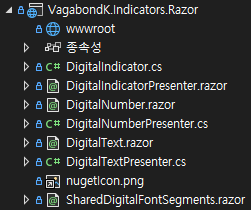 VagabondK.Indicators.Razor
wwwroot
종속성
C# DigitalIndicator.cs
DigitalIndicatorPresenter.razor
DigitalNumber.razor
C# DigitalNumberPresenter.cs
DigitalText.razor
C# DigitalTextPresenter.cs
nugetIcon.png
SharedDigitalFontSegments.razor